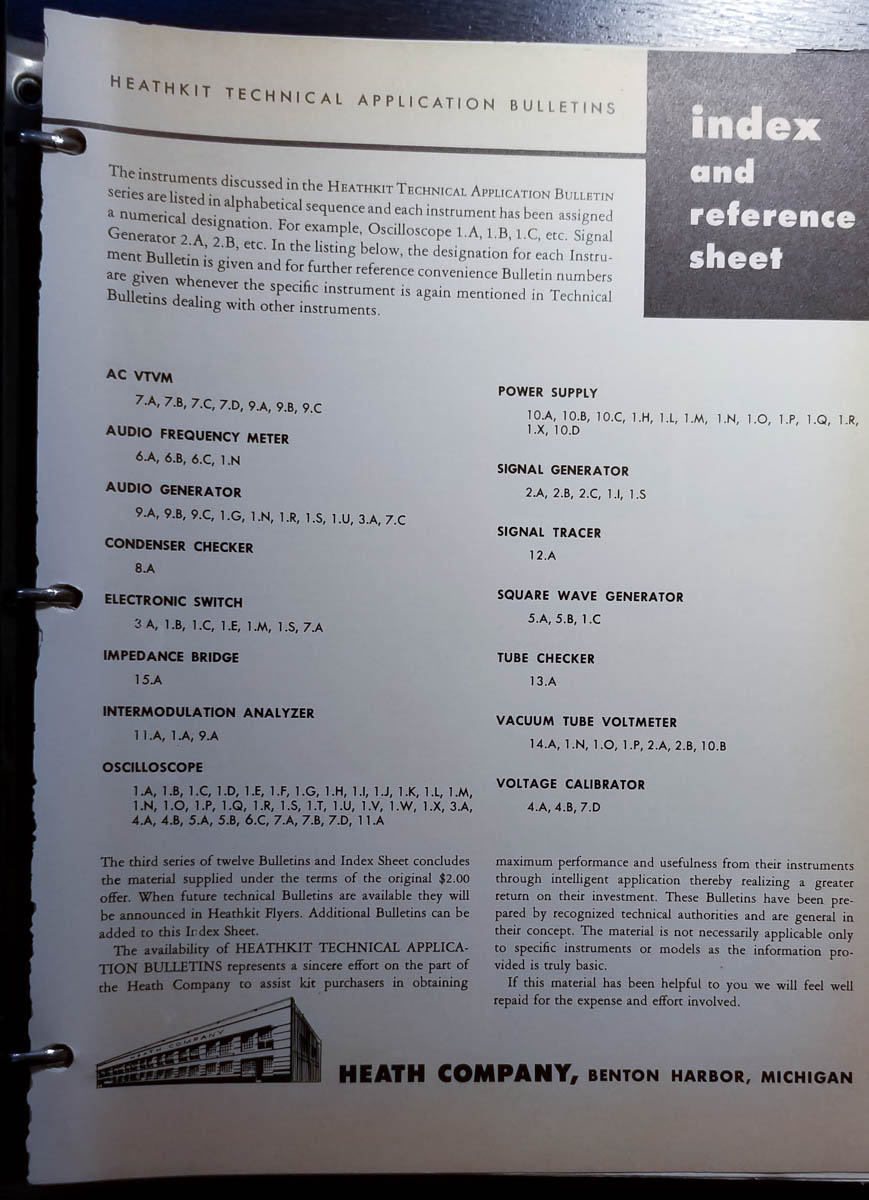 HEATHKIT TECHNICAL APPLICATION BULLETINS
index
and
reference
sheet
The instruments discussed in the HEATHKIT TECHNICAL APPLICATION BULLETIN
series are listed in alphabetical sequence and each instrument has been assigned
a numerical designation. For example, Oscilloscope 1.A, 1.B, 1.C, etc. Signal
Generator 2.A, 2.B, etc. In the listing below, the designation for each Instru-
ment Bulletin is given and for further reference convenience Bulletin numbers
are given whenever the specific instrument is again mentioned in Technical
Bulletins dealing with other instruments.
AC VTVM
7.A, 7.B, 7.C, 7.D, 9.A, 9.B, 9.C
AUDIO FREQUENCY METER
6.A, 6.B, 6.C, 1.N
AUDIO GENERATOR
9.A, 9.B, 9.C, 1.G, 1.N, 1.R, 1.S, 1.U, 3.A, 7.C
CONDENSER CHECKER
8.A
ELECTRONIC SWITCH
3 A, 1.B, 1.C, 1.E, 1.M, 1.S, 7.A
IMPEDANCE BRIDGE
15.A
INTERMODULATION ANALYZER
11.A, 1.A, 9.A
OSCILLOSCOPE
1.A, 1.B, 1.C, 1.D, 1.E, 1.F, 1.G, 1.H, 1.I, 1.J, 1.K, 1.L, 1.M,
1.N, 1.O, 1.P, 1.Q, 1.R, 1.S, 1.T, 1.U, 1.V, 1.W, 1.X, 3.A,
4.A, 4.B, 5.A, 5.B, 6.C, 7.A, 7.B, 7.D, 11.A
POWER SUPPLY
10.A, 10.B, 10.C, 1.H, 1.L, 1.M, 1.N, 1.O, 1.P, 1.Q, 1.R,
1.X, 10.D
SIGNAL GENERATOR
2.A, 2.B, 2.C, 1.I, 1.S
SIGNAL TRACER
12.A
SQUARE WAVE GENERATOR
5.A, 5.B, 1.C
TUBE CHECKER
13.A
VACUUM TUBE VOLTMETER
14.A, 1.N, 1.O, 1.P, 2.A, 2.B, 10.B
VOLTAGE CALIBRATOR
4.A, 4.B, 7.D
The third series of twelve Bulletins and Index Sheet concludes
the material supplied under the terms of the original $2.00
offer. When future technical Bulletins are available they will
be announced in Heathkit Flyers. Additional Bulletins can be
added to this Index Sheet.
The availability of HEATHKIT TECHNICAL APPLICA-
TION BULLETINS represents a sincere effort on the part of
the Heath Company to assist kit purchasers in obtaining
maximum performance and usefulness from their instruments
through intelligent application thereby realizing a greater
return on their investment. These Bulletins have been pre-
pared by recognized technical authorities and are general in
their concept. The material is not necessarily applicable only
to specific instruments or models as the information pro-
vided is truly basic.
If this material has been helpful to you we will feel well
repaid for the expense and effort involved.
HEATH COMPANY
HEATH COMPANY, BENTON HARBOR, MICHIGAN